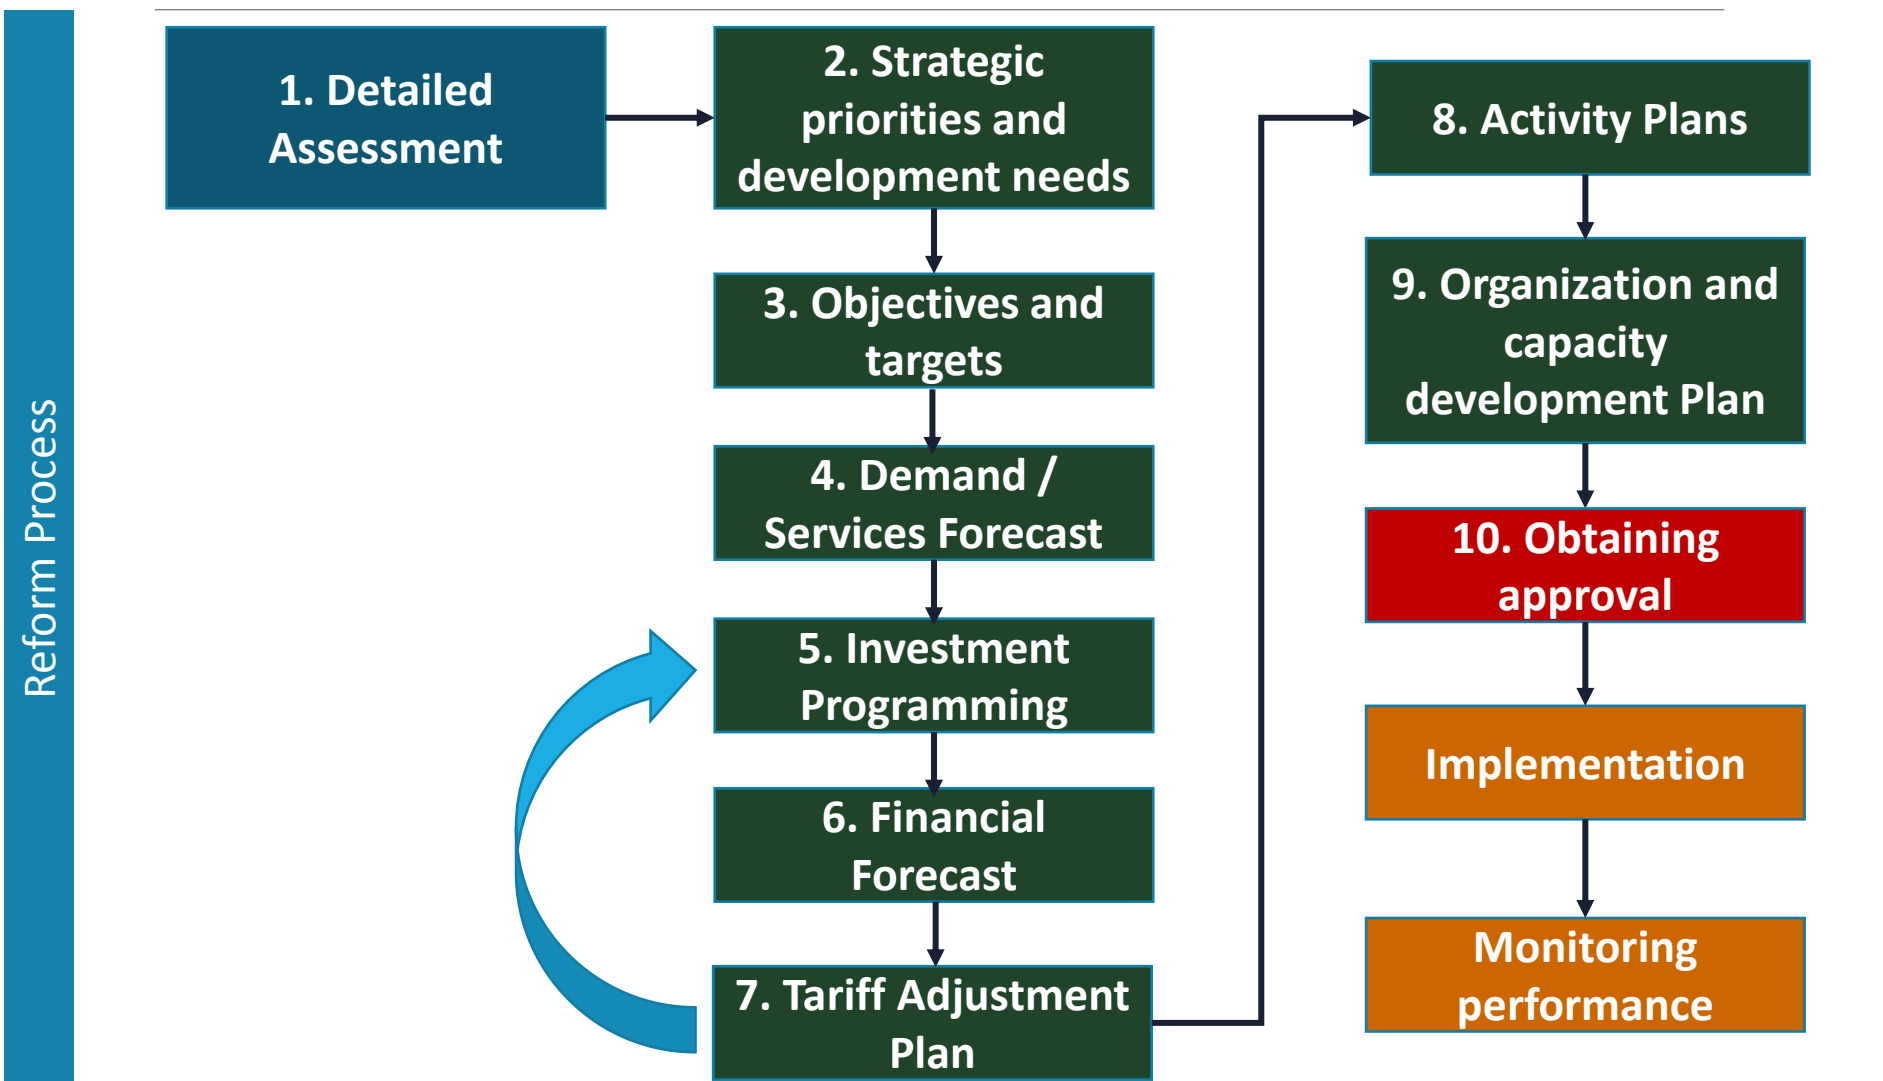 Reform Process
1. Detailed
Assessment
2. Strategic
priorities and
development needs
3. Objectives and
targets
4. Demand /
Services Forecast
5. Investment
Programming
6. Financial
Forecast
7. Tariff Adjustment
Plan
8. Activity Plans
9. Organization and
capacity
development Plan
10. Obtaining
approval
Implementation
Monitoring
performance